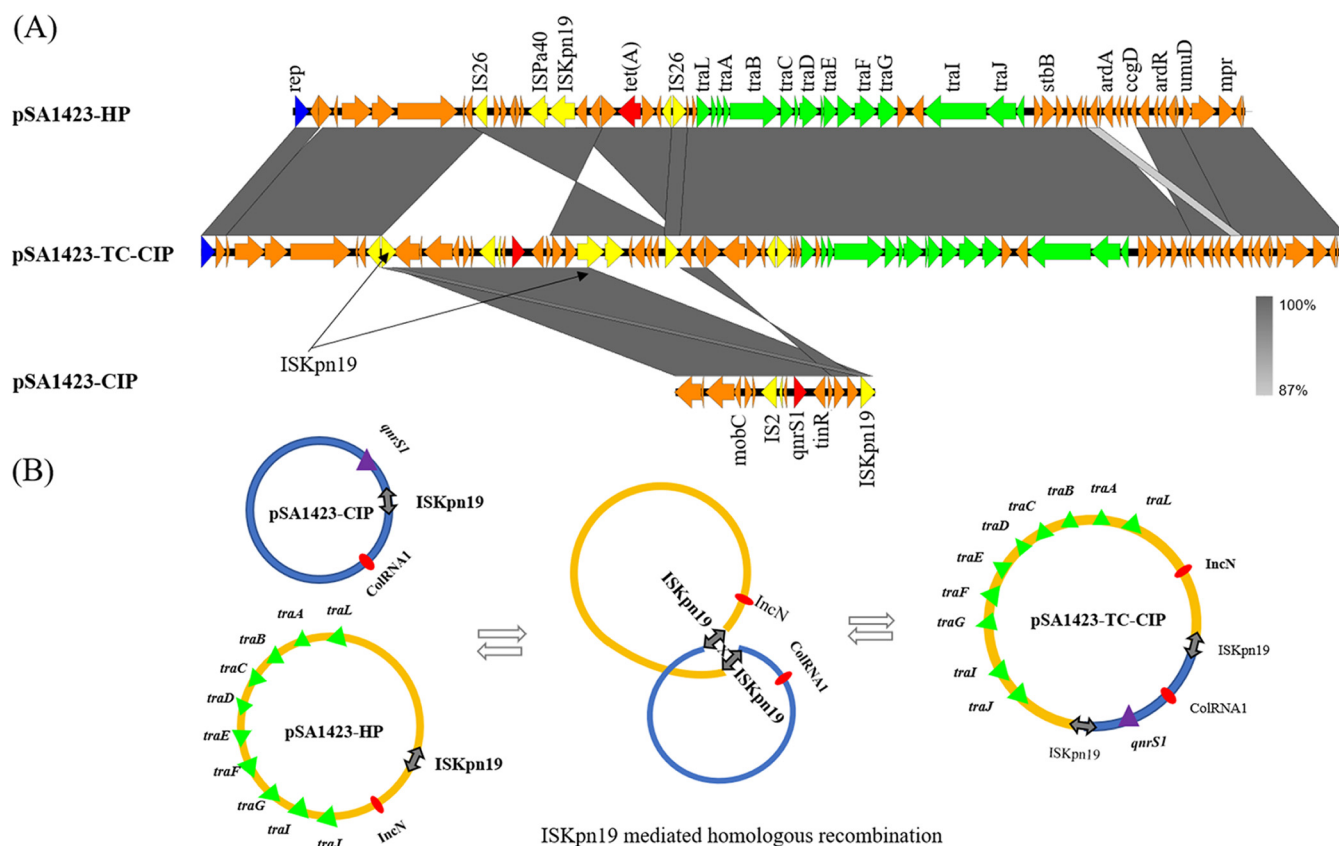 (A)
rep
IS26
ISPa40
ISKpn19
tet(A)
IS26
traL
traA
traB
traC
traD
traE
traF
traG
traI
traJ
stbB
ardA
ccgD
ardR
umuD
mpr
pSA1423-HP
pSA1423-TC-CIP
100%
87%
ISKpn19
pSA1423-CIP
mobC
IS2
qnrS1
tinR
ISKpn19
(B)
qnrS1
pSA1423-CIP
ISKpn19
ColRNA1
traL
traA
traB
traC
traD
traE
traF
traG
traI
traJ
pSA1423-HP
ISKpn19
IncN
ISKpn19
IncN
ColRNA1
ISKpn19
traL
traA
traB
traC
traD
traE
traF
traG
traI
traJ
IncN
pSA1423-TC-CIP
ISKpn19
ColRNA1
qnrS1
ISKpn19
ISKpn19 mediated homologous recombination